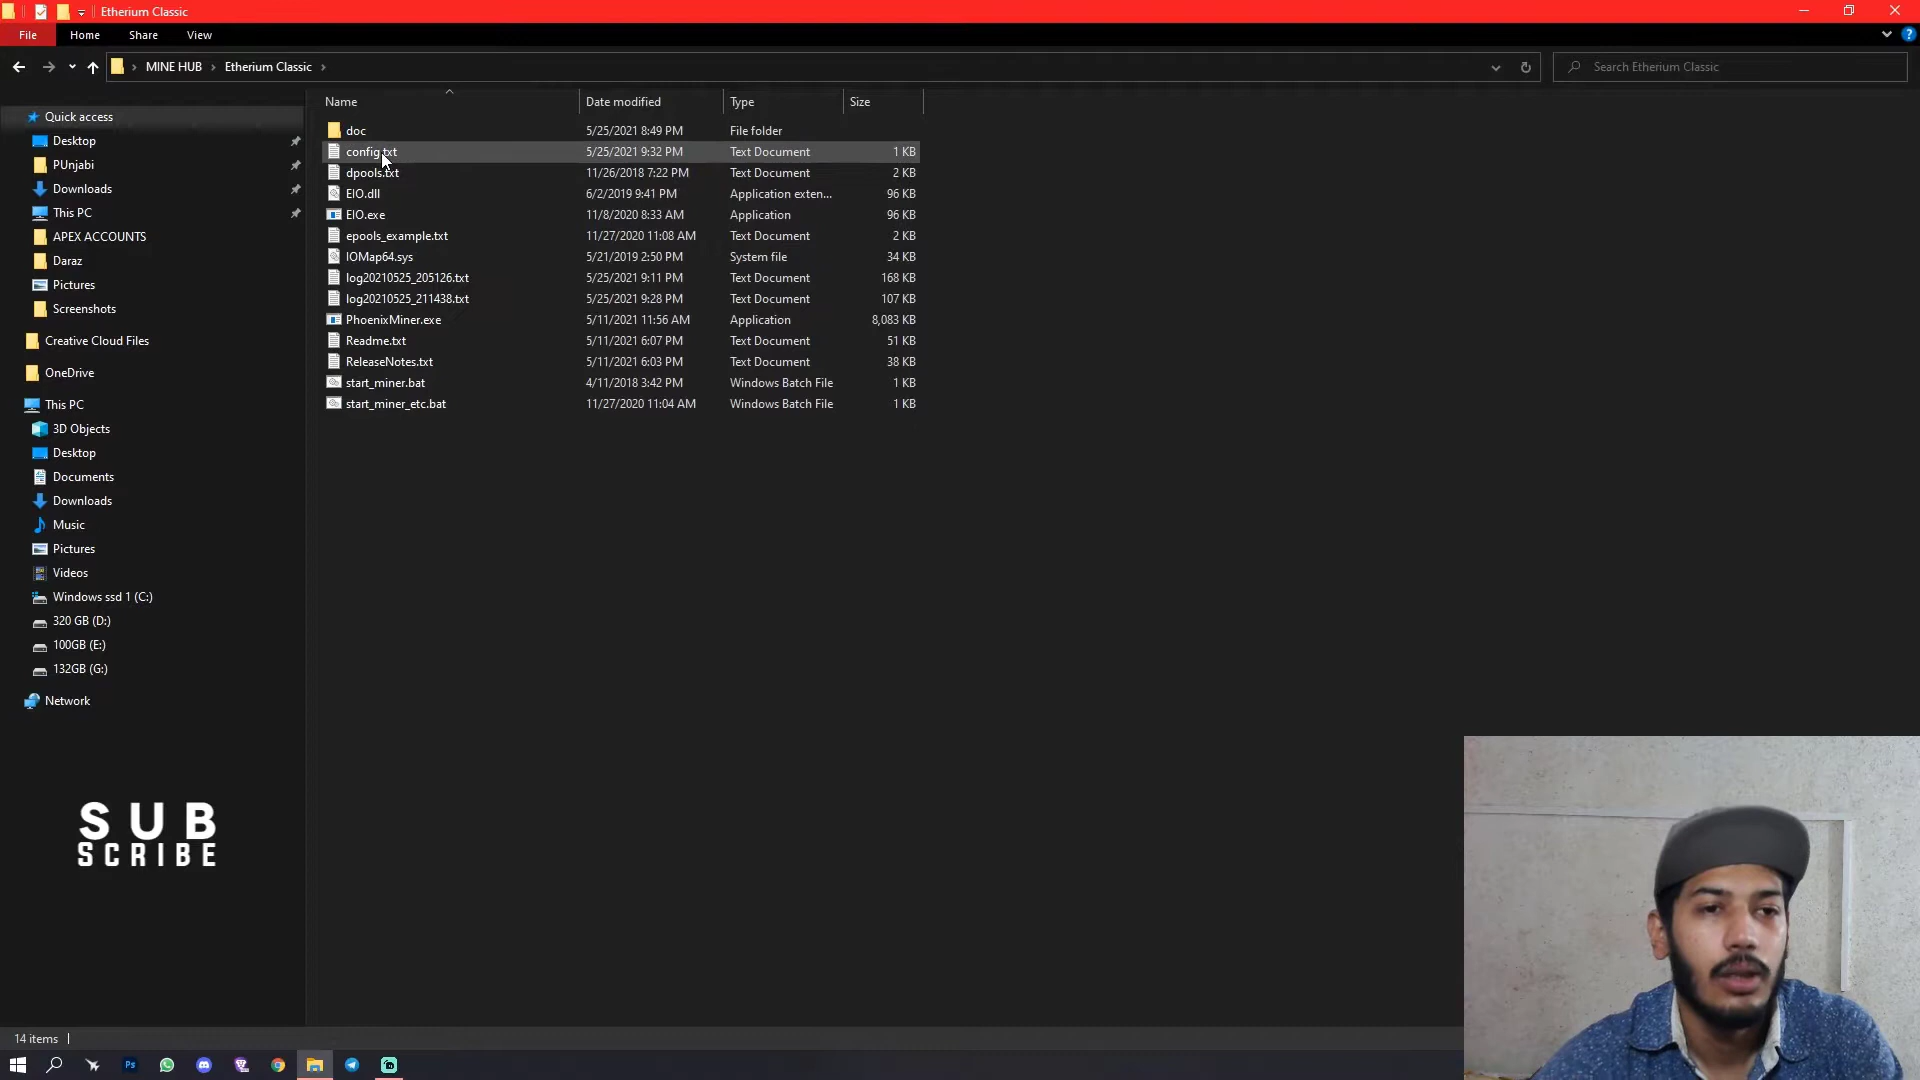 Etherium Classic
File Home Share View
MINE HUB Etherium Classic Search Etherium Classic
Name Date modified Type Size
doc 5/25/2021 8:49 PM File folder
config.txt 5/25/2021 9:32 PM Text Document 1 KB
dpools.txt 11/26/2018 7:22 PM Text Document 2 KB
EIO.dll 6/2/2019 9:41 PM Application exten... 96 KB
EIO.exe 11/8/2020 8:33 AM Application 96 KB
epools_example.txt 11/27/2020 11:08 AM Text Document 2 KB
IOMap64.sys 5/21/2019 2:50 PM System file 34 KB
log20210525_205126.txt 5/25/2021 9:11 PM Text Document 168 KB
log20210525_211438.txt 5/25/2021 9:28 PM Text Document 107 KB
PhoenixMiner.exe 5/11/2021 11:56 AM Application 8,083 KB
Readme.txt 5/11/2021 6:07 PM Text Document 51 KB
ReleaseNotes.txt 5/11/2021 6:03 PM Text Document 38 KB
start_miner.bat 4/11/2018 3:42 PM Windows Batch File 1 KB
start_miner_etc.bat 11/27/2020 11:04 AM Windows Batch File 1 KB
Quick access
Desktop
PUnjabi
Downloads
This PC
APEX ACCOUNTS
Daraz
Pictures
Screenshots
Creative Cloud Files
OneDrive
This PC
3D Objects
Desktop
Documents
Downloads
Music
Pictures
Videos
Windows ssd 1 (C:)
320 GB (D:)
100GB (E:)
132GB (G:)
Network
SUB
SCRIBE
14 items
Ps